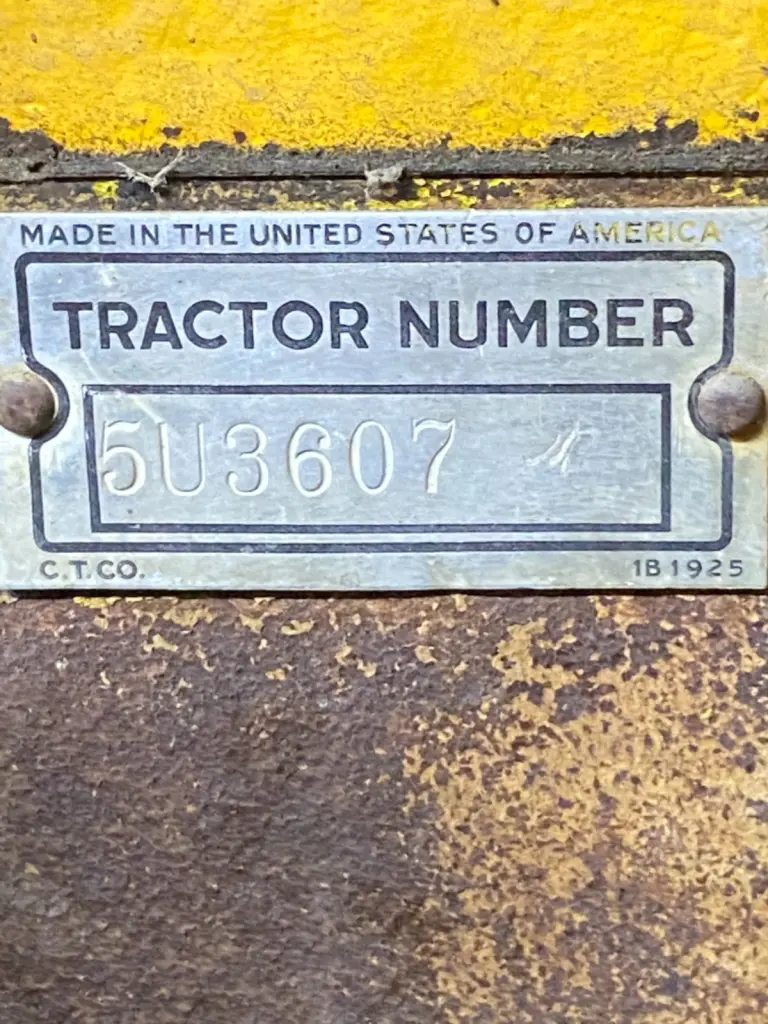 MADE IN THE UNITED STATES OF AMERICA
TRACTOR NUMBER
5U3607
C.T.CO.
1B1925